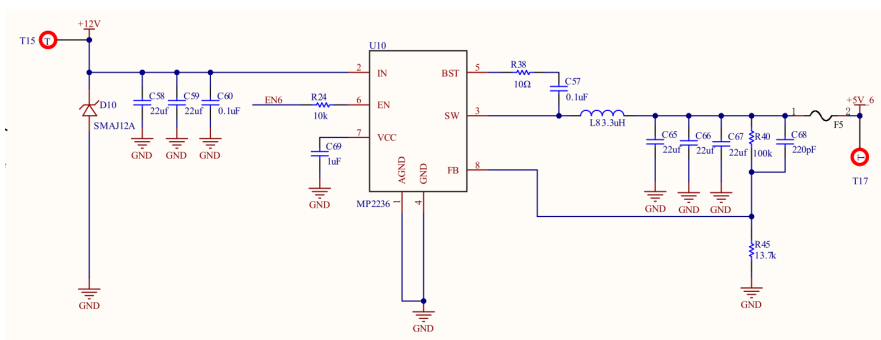 +12V
T15
T
D10
SMAJ12A
GND
C58
22uf
GND
C59
22uf
GND
C60
0.1uF
GND
EN6
R24
10k
C69
1uF
GND
U10
2
IN
6
EN
7
VCC
BST
5
SW
3
FB
8
AGND
GND
1
4
MP2236
GND
R38
10Ω
C57
0.1uF
L8 3.3uH
C65
22uf
GND
C66
22uf
GND
C67
22uf
GND
R40
100k
C68
220pF
R45
13.7k
GND
1
2
F5
+5V_6
T
T17